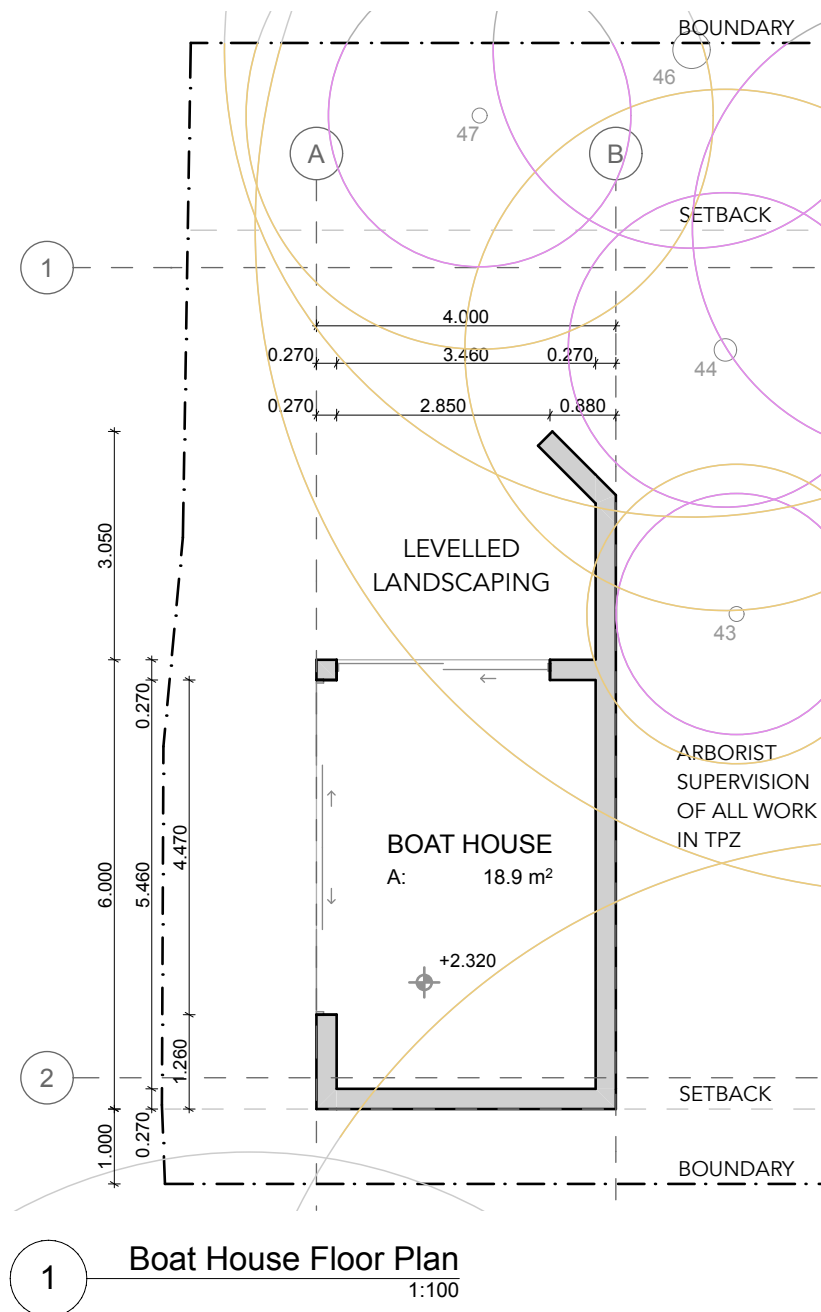 BOUNDARY
46
47
A
B
SETBACK
1
4.000
0.270
3.460
0.270
44
0.270
2.850
0.880
3.050
LEVELLED
LANDSCAPING
43
0.270
ARBORIST
SUPERVISION
OF ALL WORK
IN TPZ
4.470
BOAT HOUSE
A: 18.9 m²
6.000
5.460
+2.320
1.260
2
SETBACK
1.000
0.270
BOUNDARY
1
Boat House Floor Plan
1:100